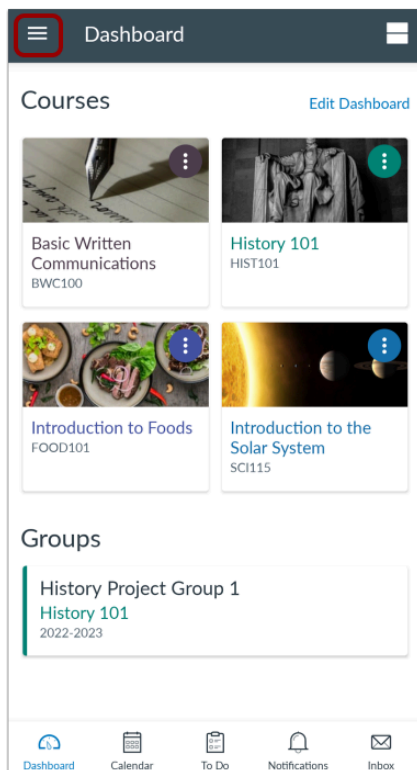 Dashboard
Courses
Edit Dashboard
Basic Written
Communications
BWC100
History 101
HIST101
Introduction to Foods
FOOD101
Introduction to the
Solar System
SCI115
Groups
History Project Group 1
History 101
2022-2023
Dashboard
Calendar
To Do
Notifications
Inbox